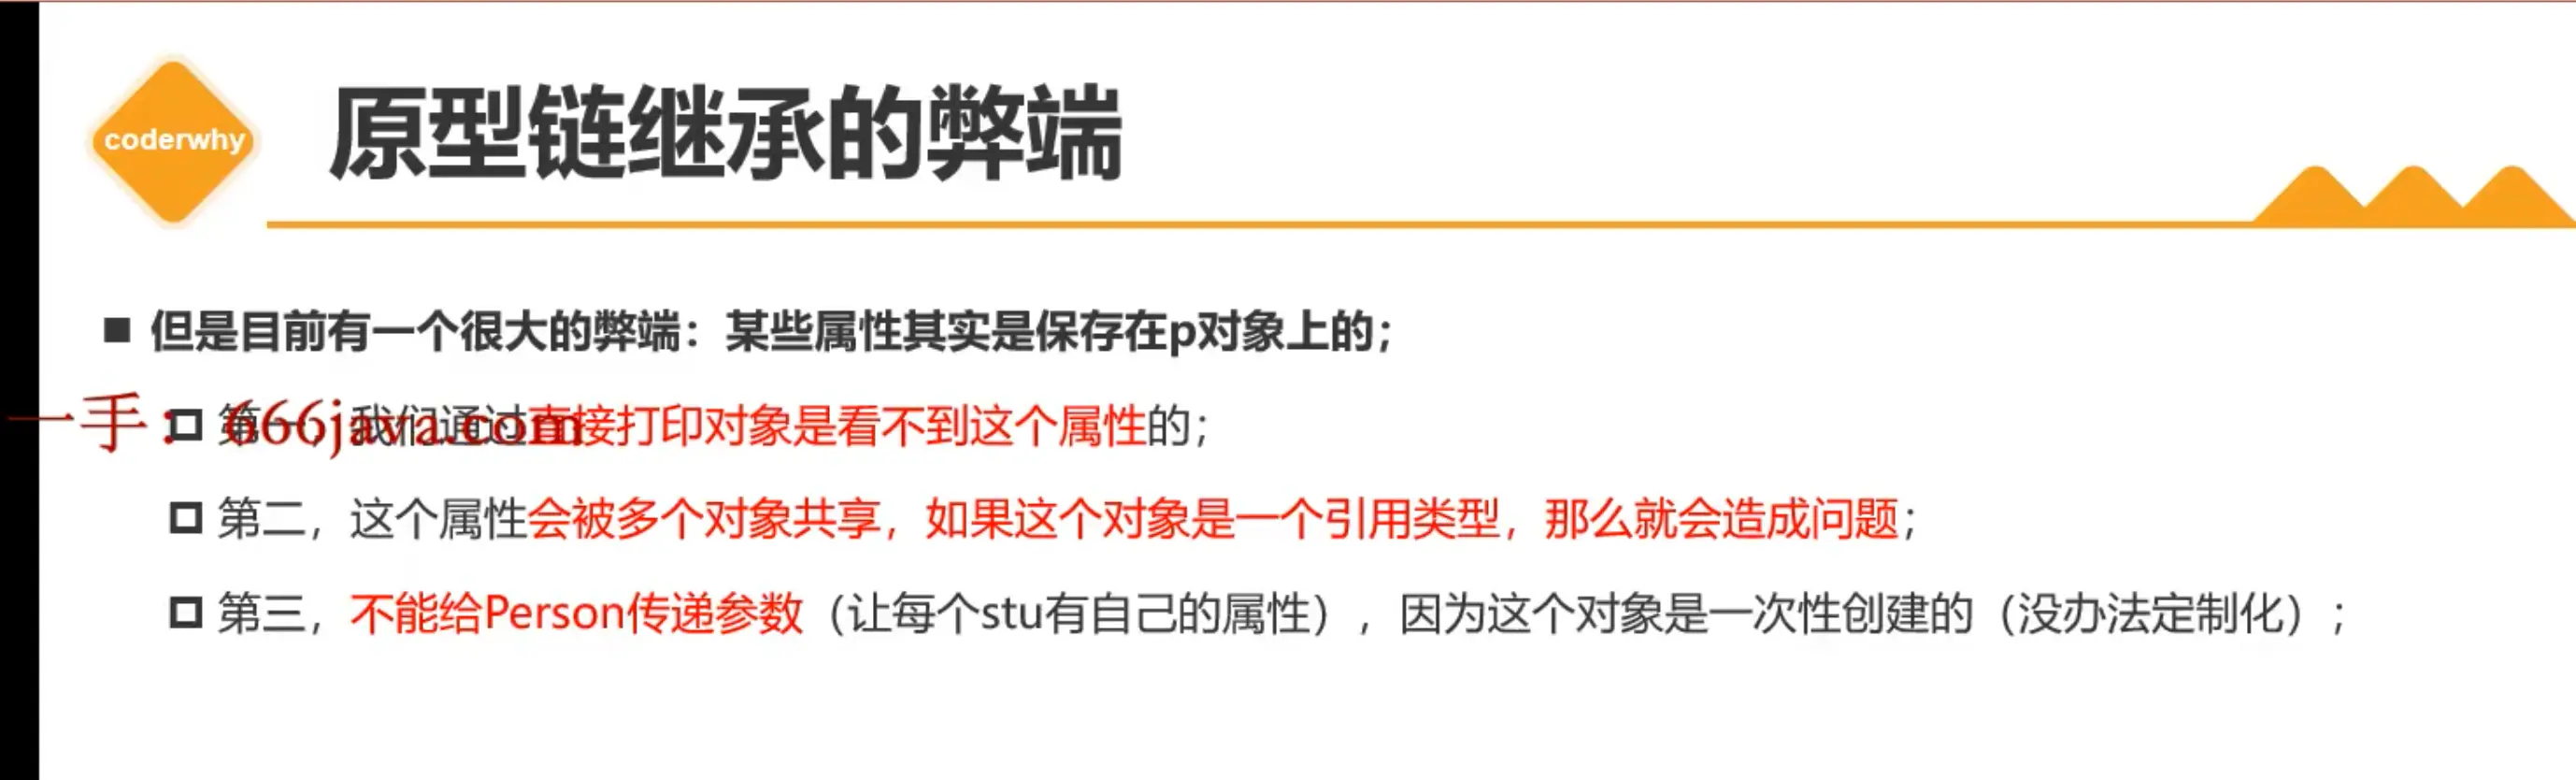 coderwhy
原型链继承的弊端
■ 但是目前有一个很大的弊端：某些属性其实是保存在p对象上的；
一手：666java.com
第一，我们通过直接打印对象是看不到这个属性的；
第二，这个属性会被多个对象共享，如果这个对象是一个引用类型，那么就会造成问题；
第三，不能给Person传递参数（让每个stu有自己的属性），因为这个对象是一次性创建的（没办法定制化）；